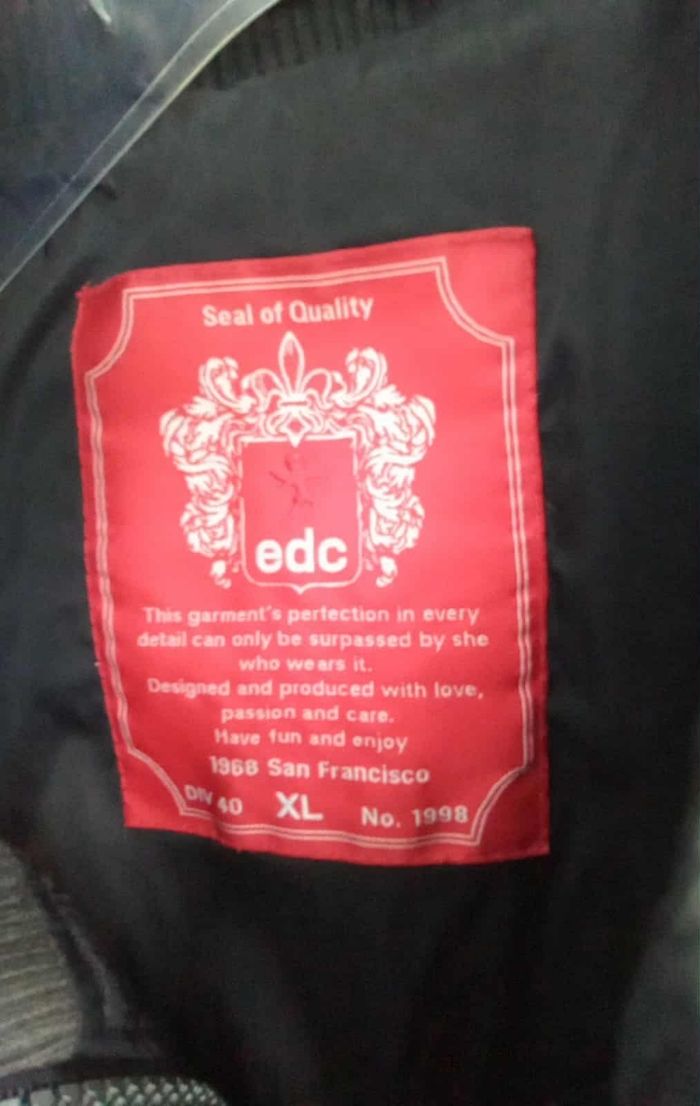 Seal of Quality
edc
This garment's perfection in every
detail can only be surpassed by she
who wears it.
Designed and produced with love,
passion and care.
Have fun and enjoy
1968 San Francisco
DIV 40 XL No. 1998